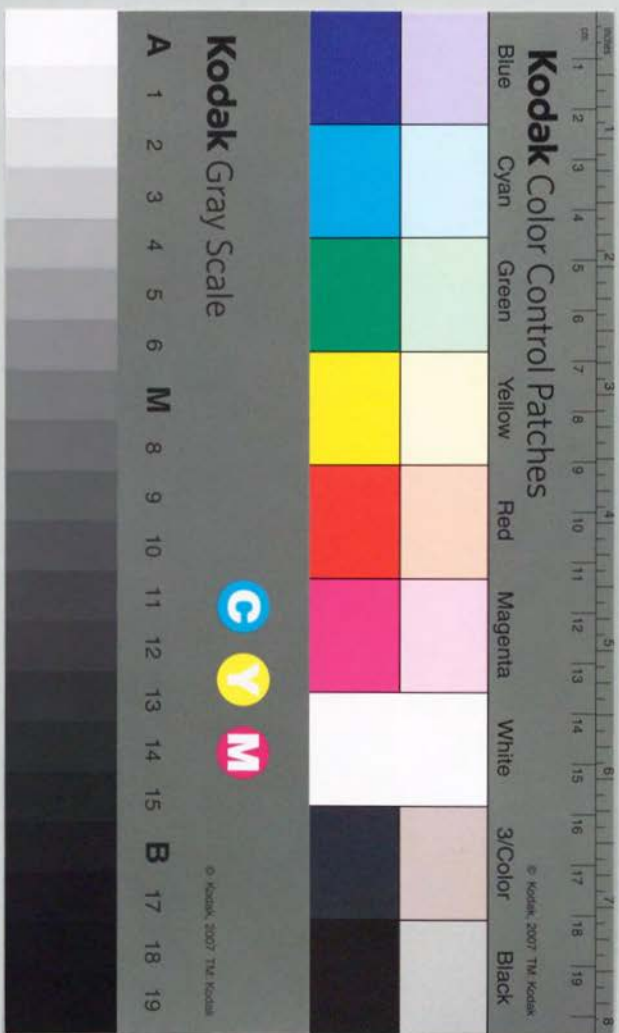 inches
1 2 3 4 5 6 7 8
cm
1 2 3 4 5 6 7 8 9 10 11 12 13 14 15 16 17 18 19
Kodak Color Control Patches
© Kodak, 2007 TM: Kodak
Blue Cyan Green Yellow Red Magenta White 3/Color Black
Kodak Gray Scale
C Y M
© Kodak, 2007 TM: Kodak
A 1 2 3 4 5 6 M 8 9 10 11 12 13 14 15 B 17 18 19